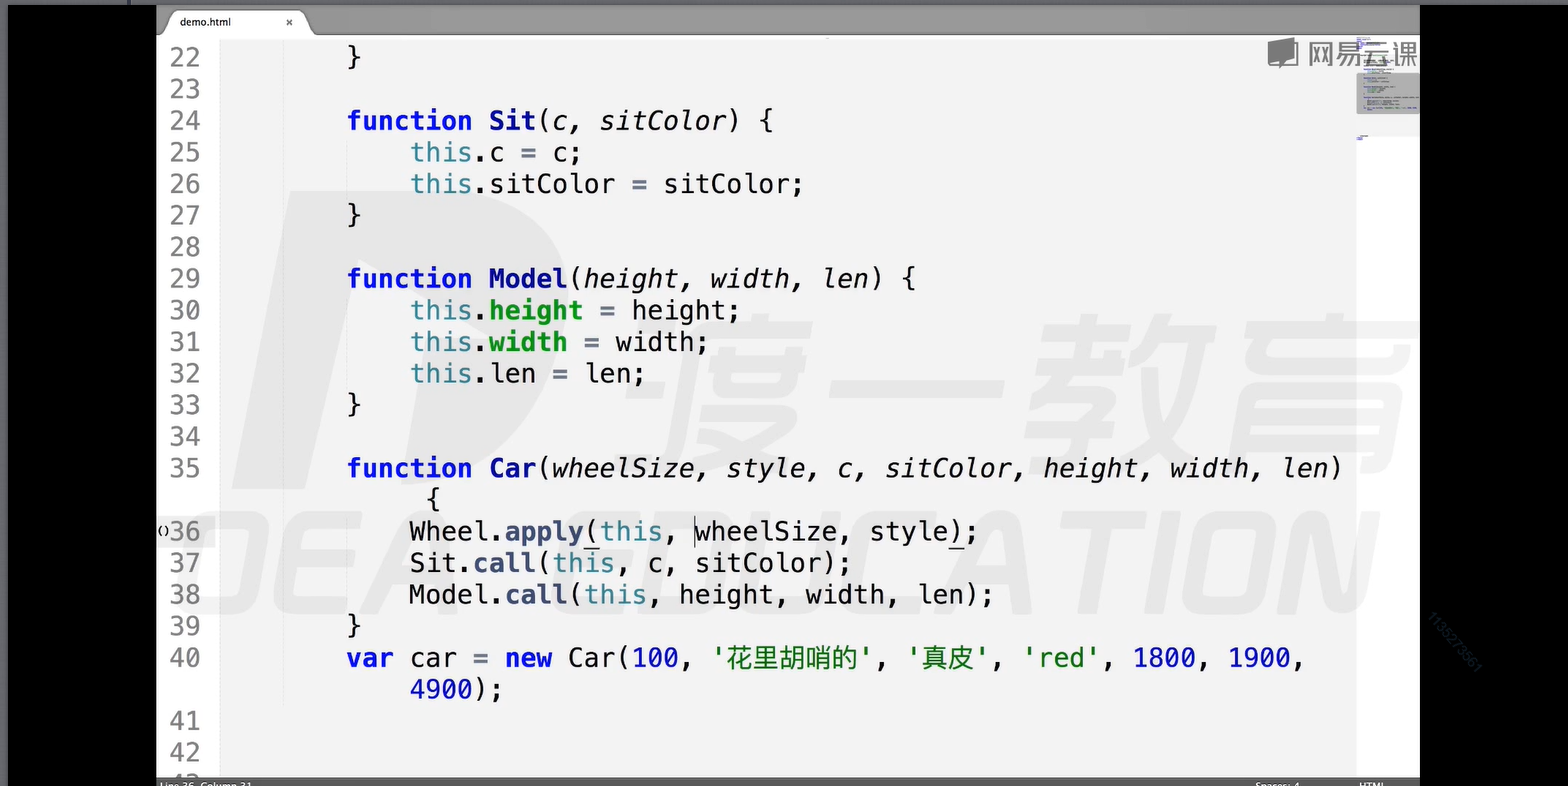 demo.html ×
网易云课
22 }
23
24 function Sit(c, sitColor) {
25 this.c = c;
26 this.sitColor = sitColor;
27 }
28
29 function Model(height, width, len) {
30 this.height = height;
31 this.width = width;
32 this.len = len;
33 }
34
35 function Car(wheelSize, style, c, sitColor, height, width, len)
{
()36 Wheel.apply(this, wheelSize, style);
37 Sit.call(this, c, sitColor);
38 Model.call(this, height, width, len);
39 }
40 var car = new Car(100, '花里胡哨的', '真皮', 'red', 1800, 1900,
4900);
41
42
渡一教育
IDEA EDUCATION
1135273561
Line 36, Column 31 Spaces: 4 HTML